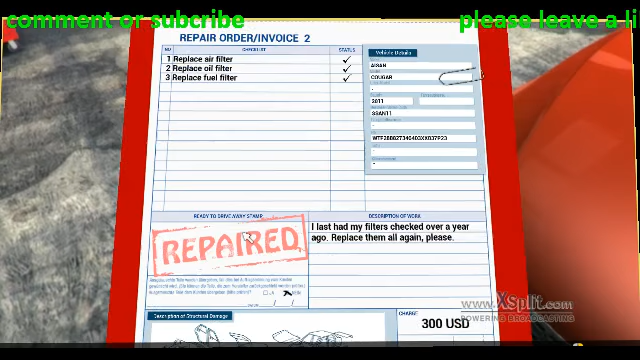 comment or subcribe
please leave a li
REPAIR ORDER/INVOICE 2
NO CHECKLIST STATUS
1 Replace air filter ✓
2 Replace oil filter ✓
3 Replace fuel filter ✓
Vehicle Details
COUGAR
2011
READY TO DRIVE AWAY STAMP
REPAIRED
DESCRIPTION OF WORK
I last had my filters checked over a year
ago. Replace them all again, please.
Description of Structural Damage
CHARGE
300 USD
www.XSplit.com
POWERING BROADCASTING